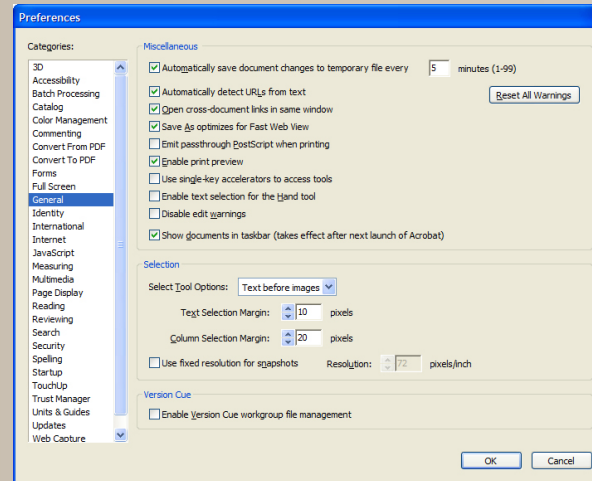 Preferences
Categories:
3D
Accessibility
Batch Processing
Catalog
Color Management
Commenting
Convert From PDF
Convert To PDF
Forms
Full Screen
General
Identity
International
Internet
JavaScript
Measuring
Multimedia
Page Display
Reading
Reviewing
Search
Security
Spelling
Startup
TouchUp
Trust Manager
Units & Guides
Updates
Web Capture
Miscellaneous
Automatically save document changes to temporary file every 5 minutes (1-99)
Automatically detect URLs from text
Reset All Warnings
Open cross-document links in same window
Save As optimizes for Fast Web View
Emit passthrough PostScript when printing
Enable print preview
Use single-key accelerators to access tools
Enable text selection for the Hand tool
Disable edit warnings
Show documents in taskbar (takes effect after next launch of Acrobat)
Selection
Select Tool Options: Text before images
Text Selection Margin: 10 pixels
Column Selection Margin: 20 pixels
Use fixed resolution for snapshots Resolution: 72 pixels/inch
Version Cue
Enable Version Cue workgroup file management
OK Cancel